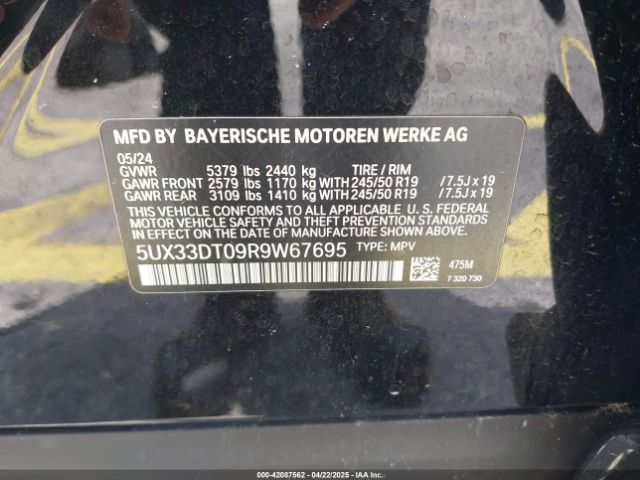 MFD BY BAYERISCHE MOTOREN WERKE AG
05/24
GVWR 5379 lbs 2440 kg TIRE / RIM
GAWR FRONT 2579 lbs 1170 kg WITH 245/50 R19 / 7.5J x 19
GAWR REAR 3109 lbs 1410 kg WITH 245/50 R19 / 7.5J x 19
THIS VEHICLE CONFORMS TO ALL APPLICABLE U.S. FEDERAL
MOTOR VEHICLE SAFETY AND THEFT PREVENTION STANDARDS
IN EFFECT ON THE DATE OF MANUFACTURE SHOWN ABOVE.
5UX33DT09R9W67695 TYPE: MPV
475M
7 320 730
000-42087562 - 04/22/2025 - IAAI.COM